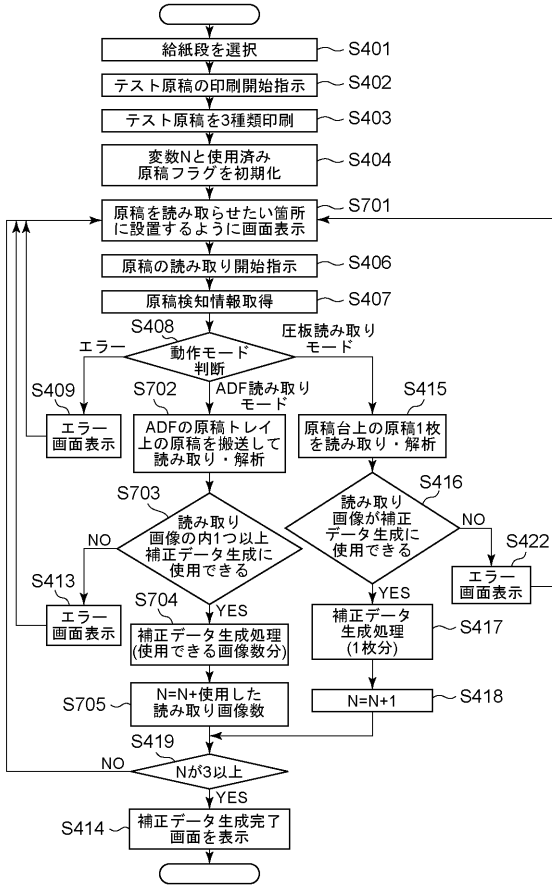 給紙段を選択
S401
テスト原稿の印刷開始指示
S402
テスト原稿を3種類印刷
S403
変数Nと使用済み
原稿フラグを初期化
S404
原稿を読み取らせたい箇所
に設置するように画面表示
S701
原稿の読み取り開始指示
S406
原稿検知情報取得
S407
S408
動作モード
判断
エラー
圧板読み取り
モード
ADF読み取り
モード
S409
エラー
画面表示
S702
ADFの原稿トレイ
上の原稿を搬送して
読み取り・解析
S415
原稿台上の原稿1枚
を読み取り・解析
S703
読み取り
画像の内1つ以上
補正データ生成に
使用できる
NO
YES
S416
読み取り
画像が補正
データ生成に
使用できる
NO
YES
S413
エラー
画面表示
S422
エラー
画面表示
S704
補正データ生成処理
(使用できる画像数分)
補正データ
生成処理
(1枚分)
S417
S705
N=N+使用した
読み取り画像数
N=N+1
S418
S419
Nが3以上
NO
YES
S414
補正データ生成完了
画面を表示